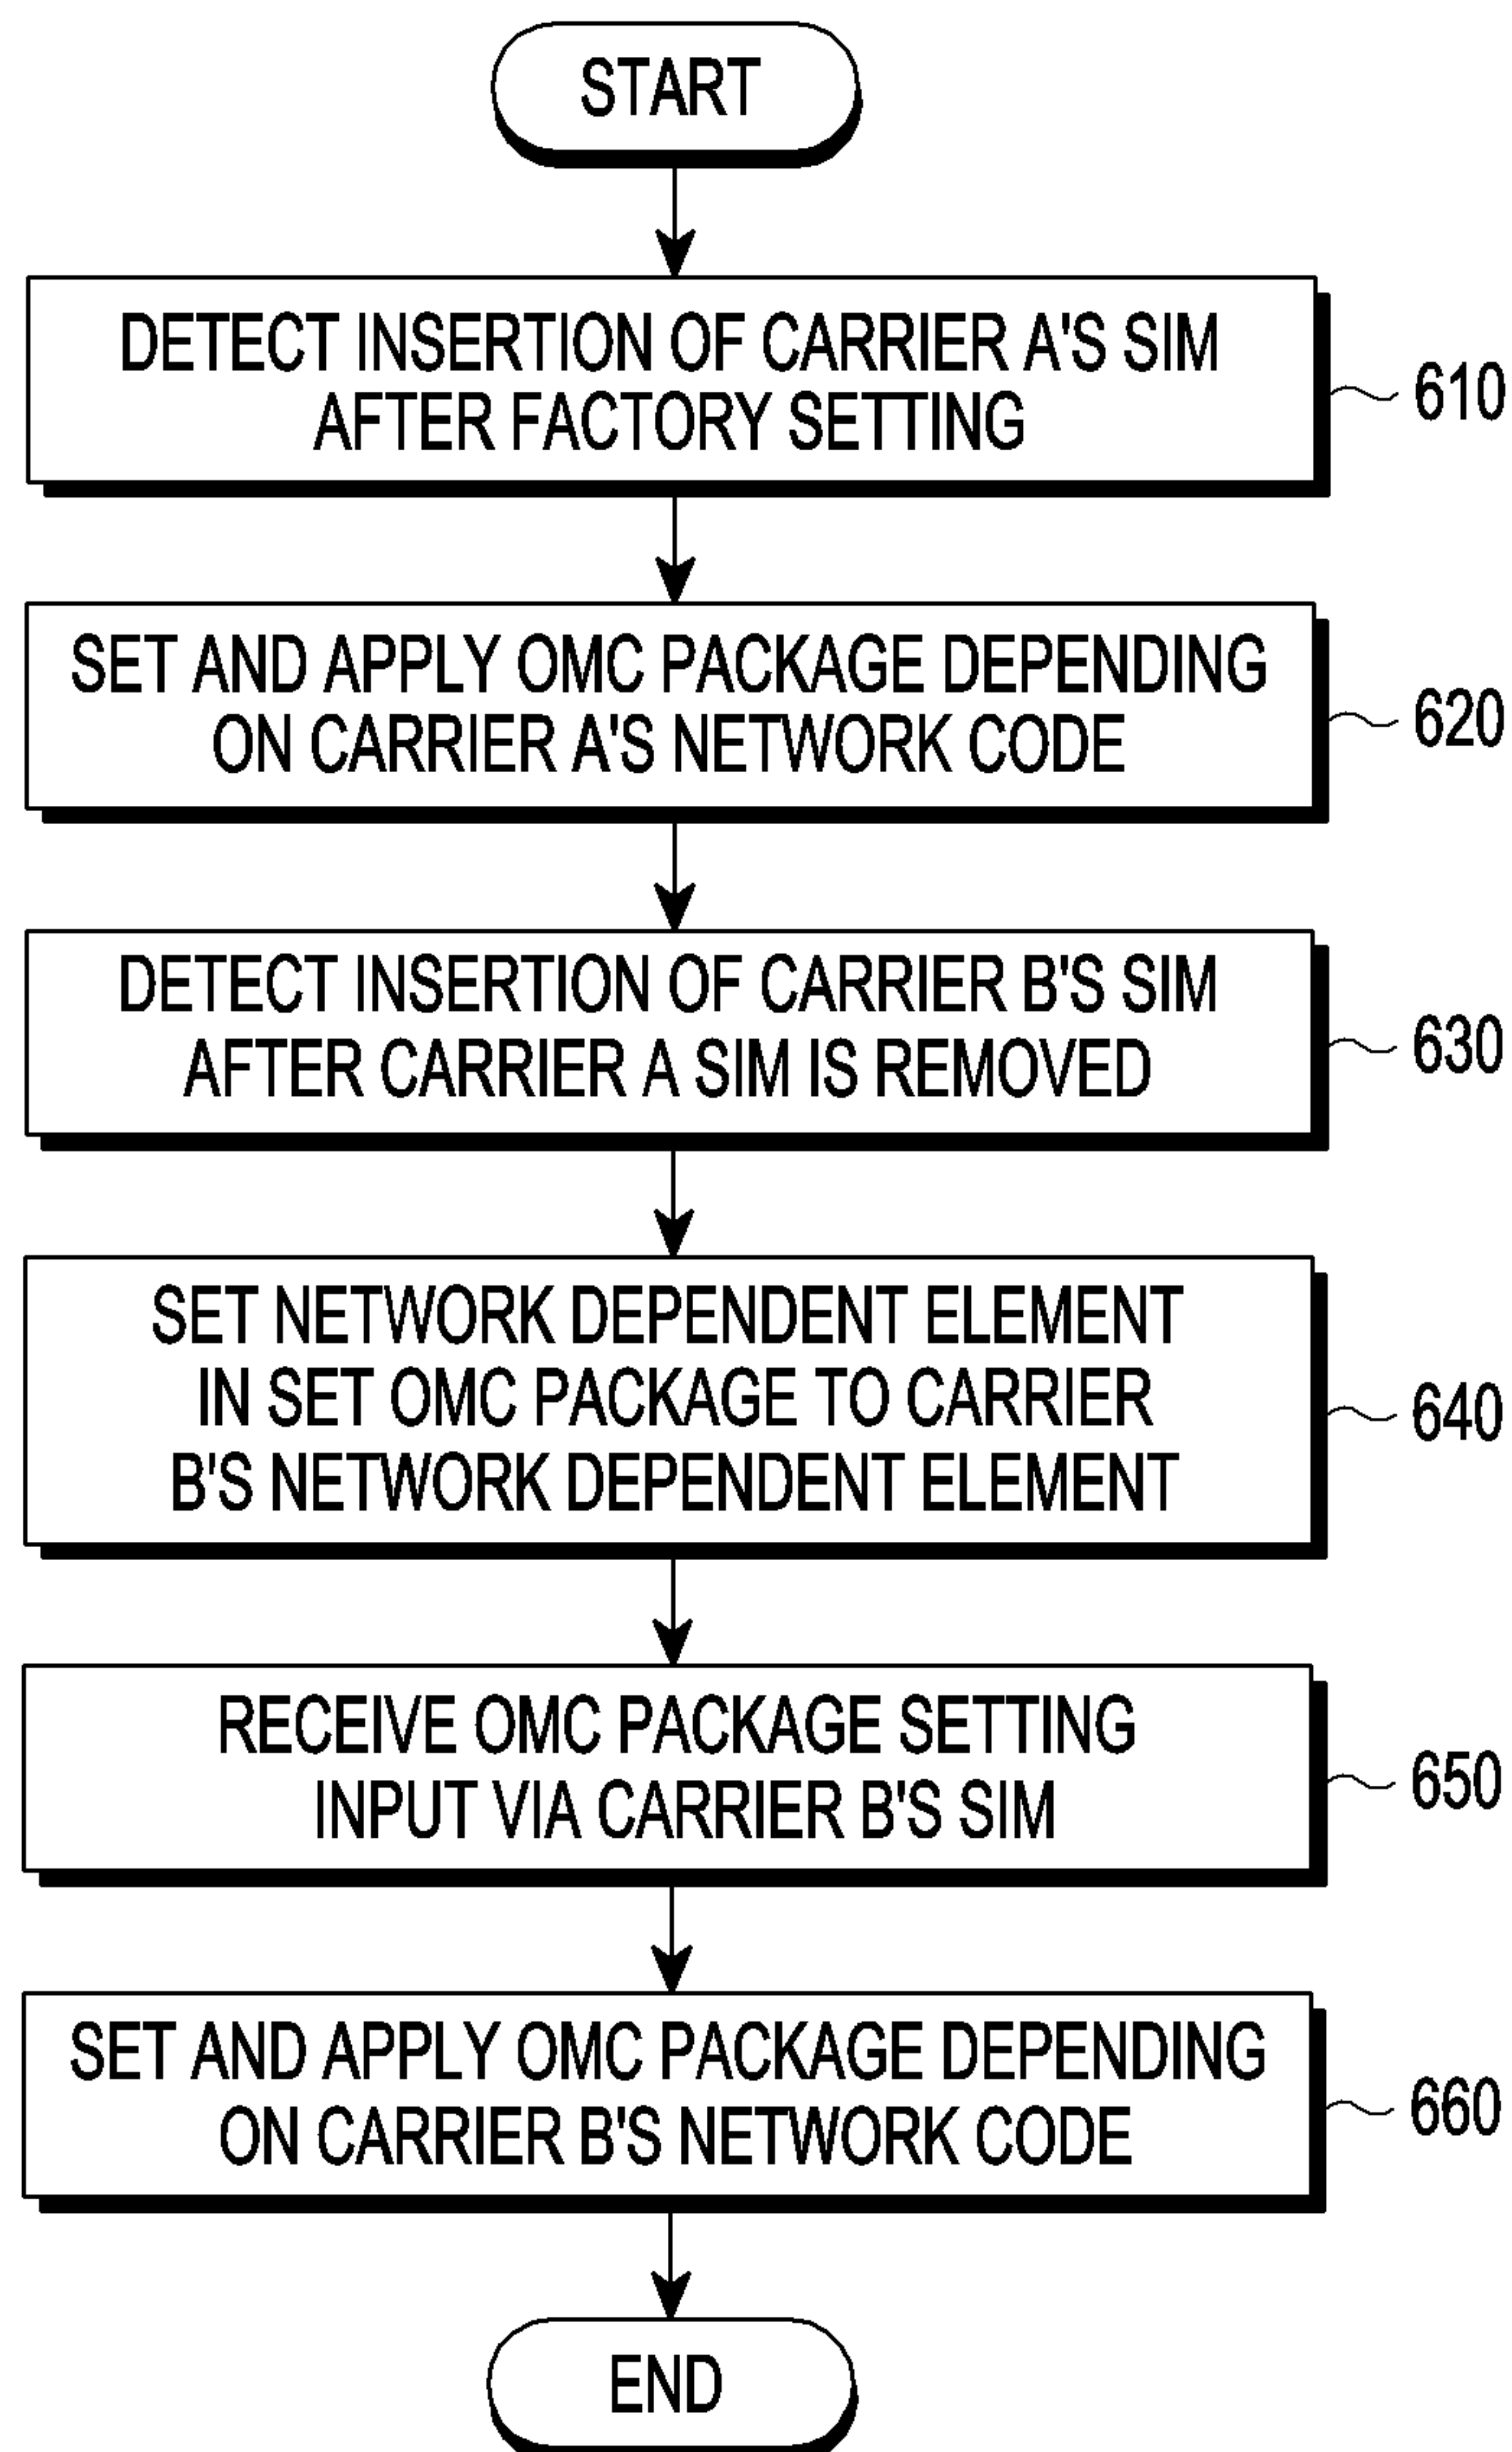 START
DETECT INSERTION OF CARRIER A'S SIM
AFTER FACTORY SETTING
610
SET AND APPLY OMC PACKAGE DEPENDING
ON CARRIER A'S NETWORK CODE
620
DETECT INSERTION OF CARRIER B'S SIM
AFTER CARRIER A SIM IS REMOVED
630
SET NETWORK DEPENDENT ELEMENT
IN SET OMC PACKAGE TO CARRIER
B'S NETWORK DEPENDENT ELEMENT
640
RECEIVE OMC PACKAGE SETTING
INPUT VIA CARRIER B'S SIM
650
SET AND APPLY OMC PACKAGE DEPENDING
ON CARRIER B'S NETWORK CODE
660
END